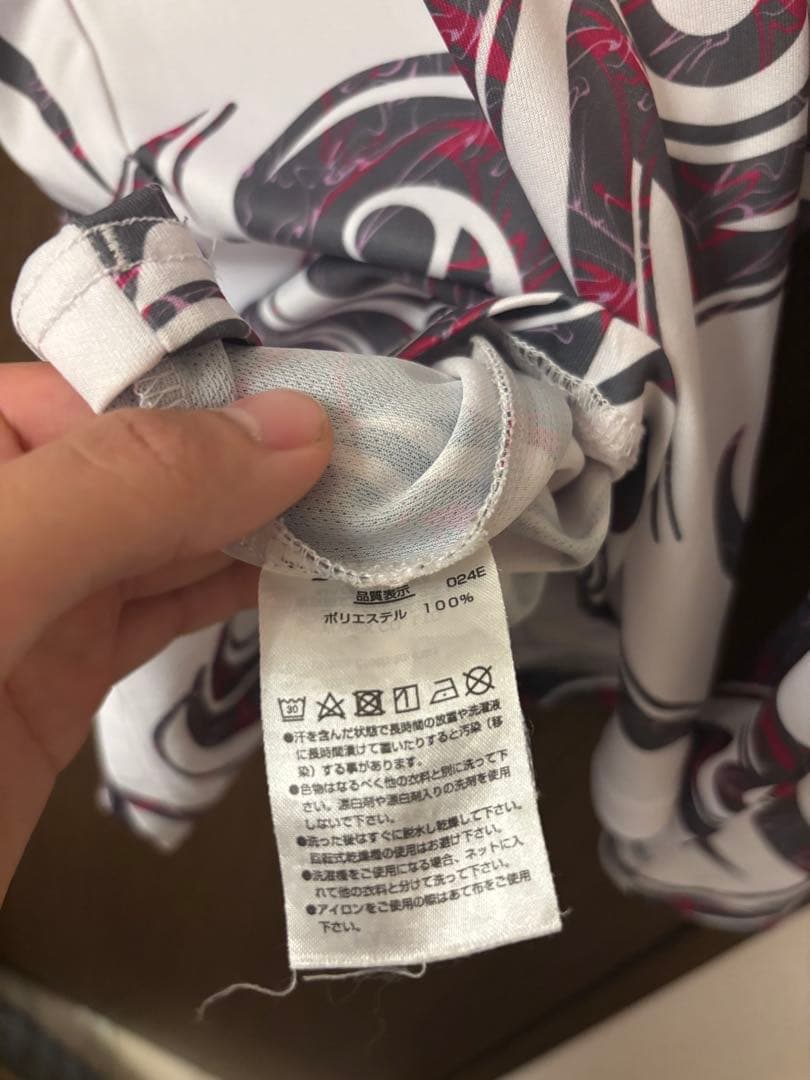 品質表示 024E
ポリエステル 100%
30
●汗を含んだ状態で長時間の放置や洗濯液
に長時間漬けて置いたりすると汚染(移
染)する事があります。
●色物はなるべく他の衣料と別に洗って下
さい。漂白剤や漂白剤入りの洗剤を使用
しないで下さい。
●洗った後はすぐに脱水し乾燥して下さい。
回転式乾燥機の使用はお避け下さい。
●洗濯機をご使用になる場合、ネットに入
れて他の衣料と分けて洗って下さい。
●アイロンをご使用の際はあて布をご使用
下さい。